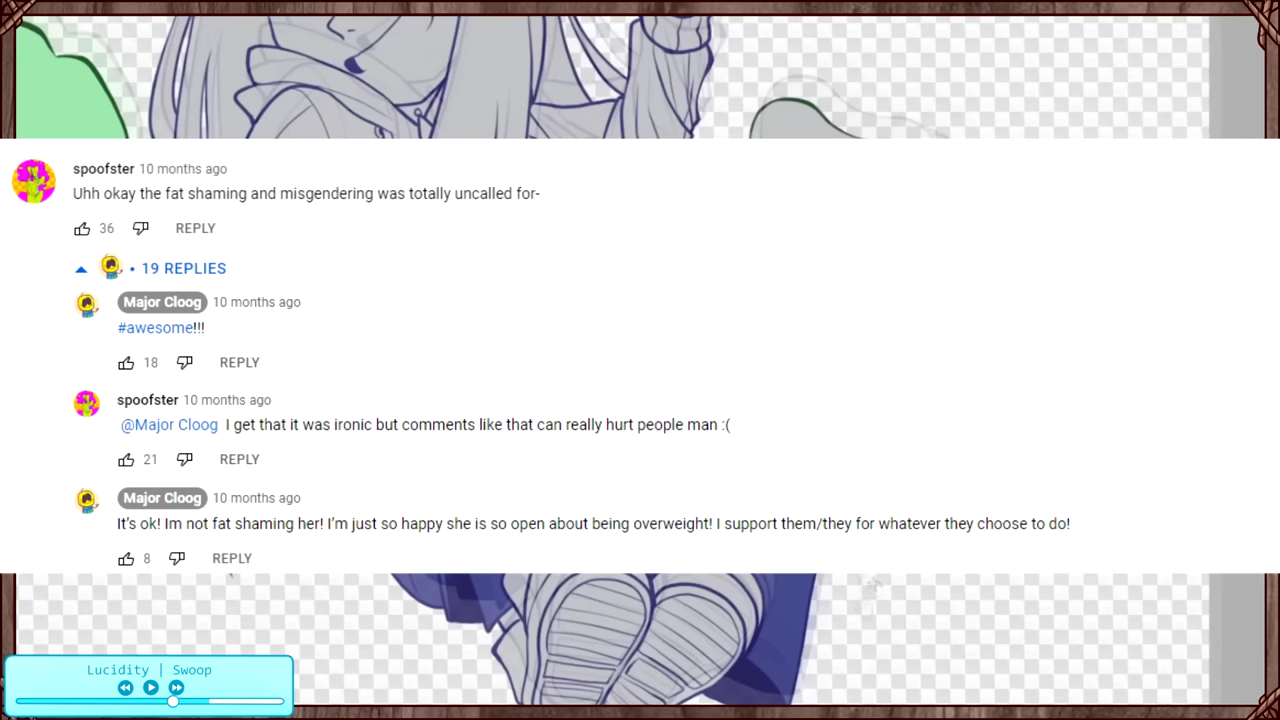 spoofster 10 months ago
Uhh okay the fat shaming and misgendering was totally uncalled for-
36 REPLY
• 19 REPLIES
Major Cloog 10 months ago
#awesome!!!
18 REPLY
spoofster 10 months ago
@Major Cloog I get that it was ironic but comments like that can really hurt people man :(
21 REPLY
Major Cloog 10 months ago
It's ok! Im not fat shaming her! I'm just so happy she is so open about being overweight! I support them/they for whatever they choose to do!
8 REPLY
Lucidity | Swoop